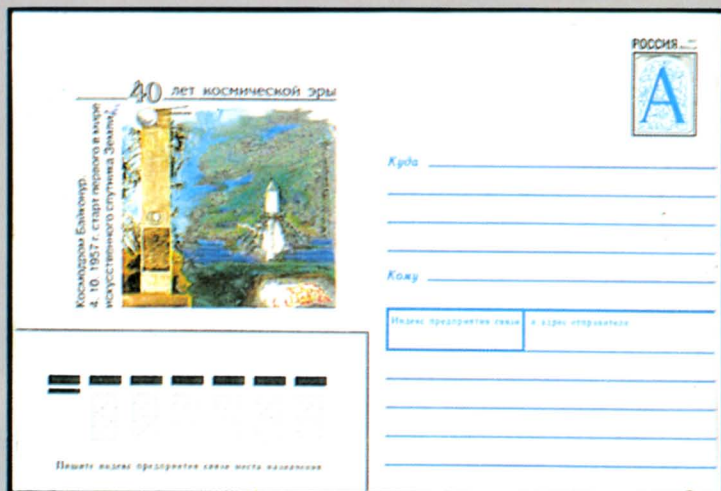 РОССИЯ
А
40 лет космической эры
Космодром Байконур.
4. 10. 1957 г. старт первого в мире
искусственного спутника Земли
Куда
Кому
Индекс предприятия связи и адрес отправителя
Пишите индекс предприятия связи места назначения